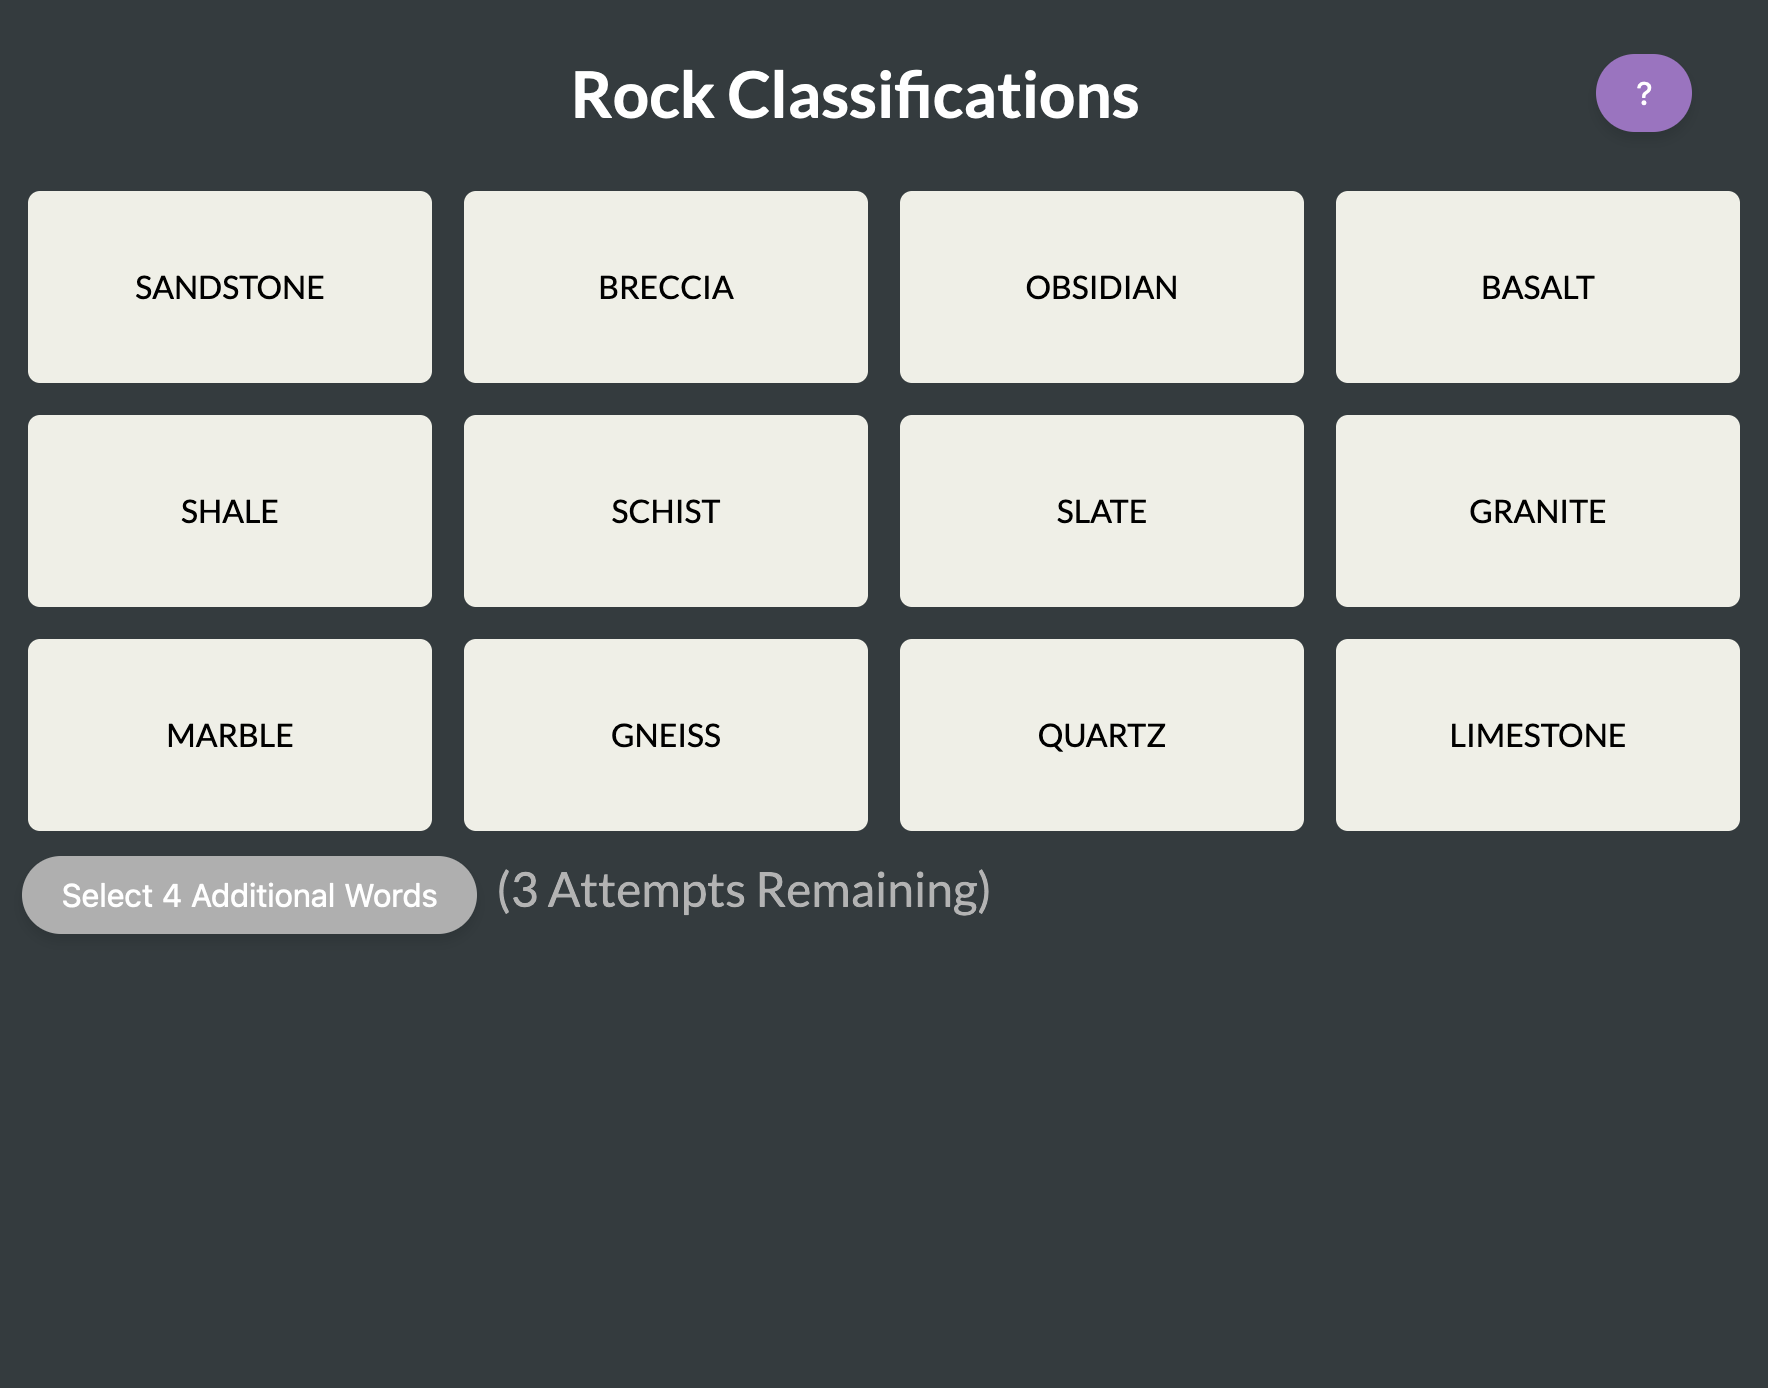 Rock Classifications
?
SANDSTONE
BRECCIA
OBSIDIAN
BASALT
SHALE
SCHIST
SLATE
GRANITE
MARBLE
GNEISS
QUARTZ
LIMESTONE
Select 4 Additional Words
(3 Attempts Remaining)